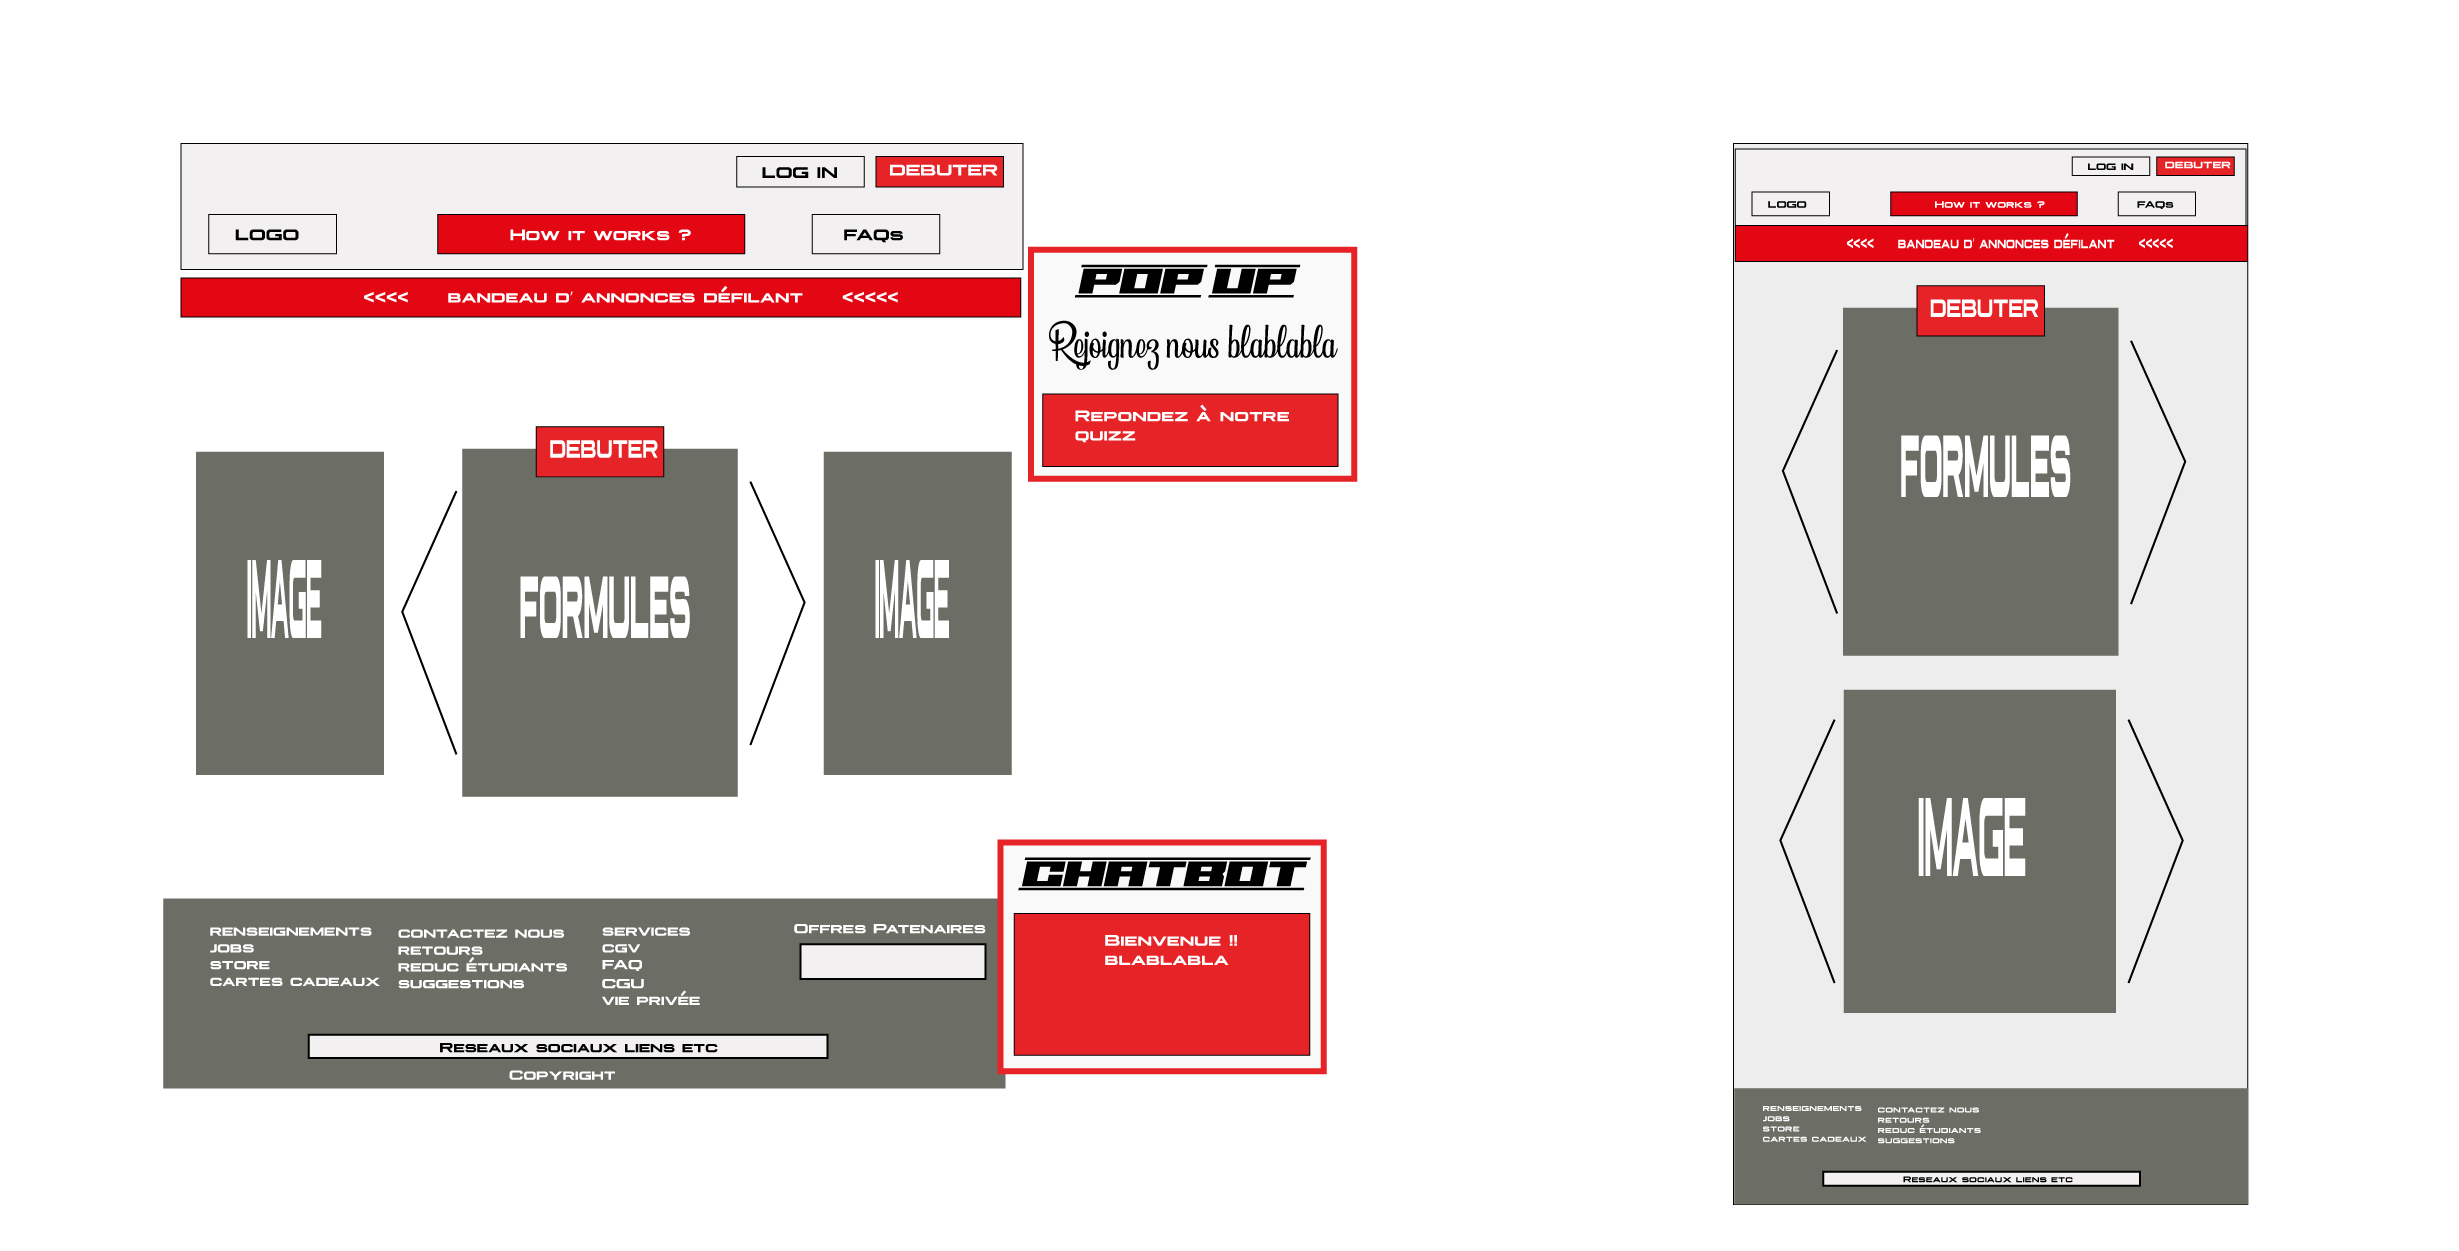 LOG IN
DEBUTER
LOGO
How it works ?
FAQs
<<<< BANDEAU D' ANNONCES DÉFILANT <<<<<
POP UP
Rejoignez nous blablabla
Repondez à notre
quizz
DEBUTER
IMAGE
FORMULES
IMAGE
CHATBOT
Bienvenue !!
blablabla
RENSEIGNEMENTS
JOBS
STORE
CARTES CADEAUX
CONTACTEZ NOUS
RETOURS
REDUC ÉTUDIANTS
SUGGESTIONS
SERVICES
CGV
FAQ
CGU
VIE PRIVÉE
Offres Patenaires
Reseaux sociaux liens etc
Copyright
LOG IN
DEBUTER
LOGO
How it works ?
FAQs
<<<< BANDEAU D' ANNONCES DÉFILANT <<<<<
DEBUTER
FORMULES
IMAGE
RENSEIGNEMENTS
JOBS
STORE
CARTES CADEAUX
CONTACTEZ NOUS
RETOURS
REDUC ÉTUDIANTS
SUGGESTIONS
Reseaux sociaux liens etc